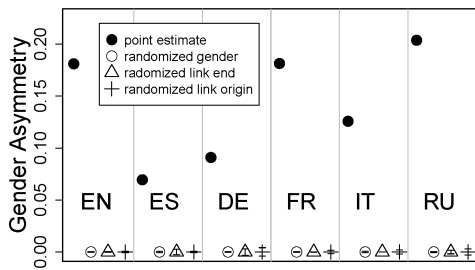 Gender Asymmetry
0.20
0.15
0.10
0.05
0.00
point estimate
randomized gender
radomized link end
randomized link origin
EN ES DE FR IT RU